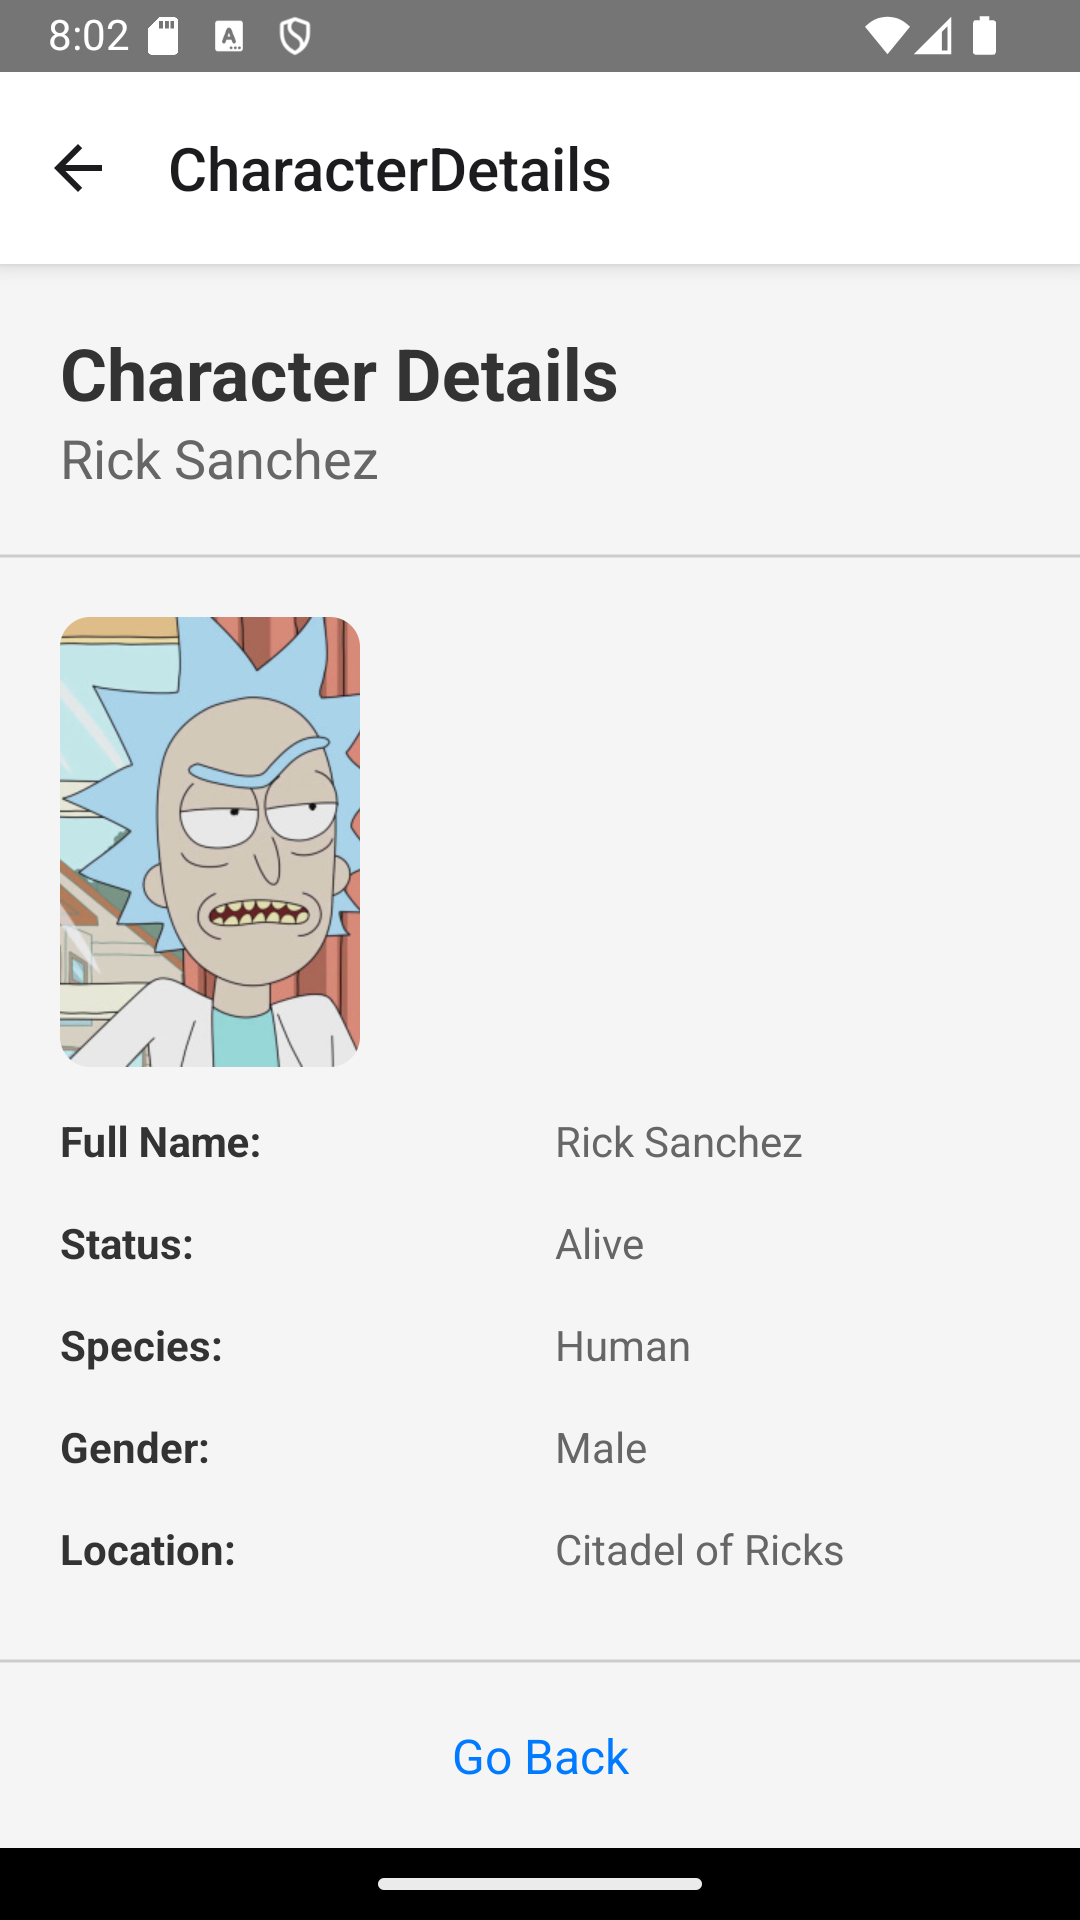 8:02
CharacterDetails
Character Details
Rick Sanchez
Full Name: Rick Sanchez
Status: Alive
Species: Human
Gender: Male
Location: Citadel of Ricks
Go Back